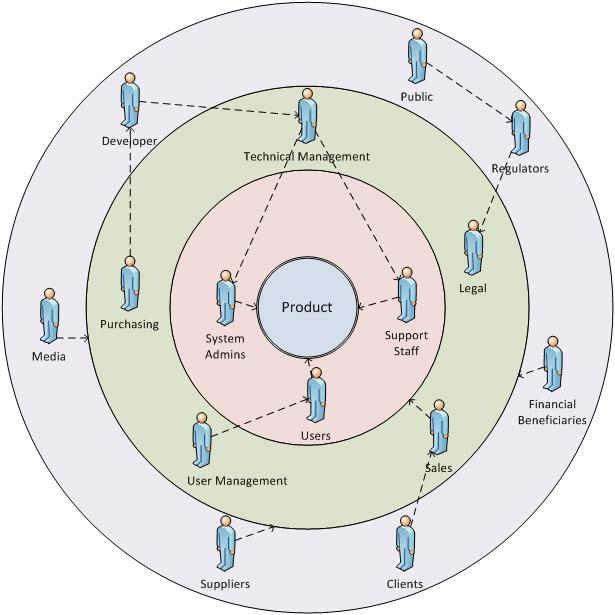 Public
Developer
Technical Management
Regulators
Legal
Purchasing
Product
System
Admins
Support
Staff
Media
Financial
Beneficiaries
Users
Sales
User Management
Suppliers
Clients